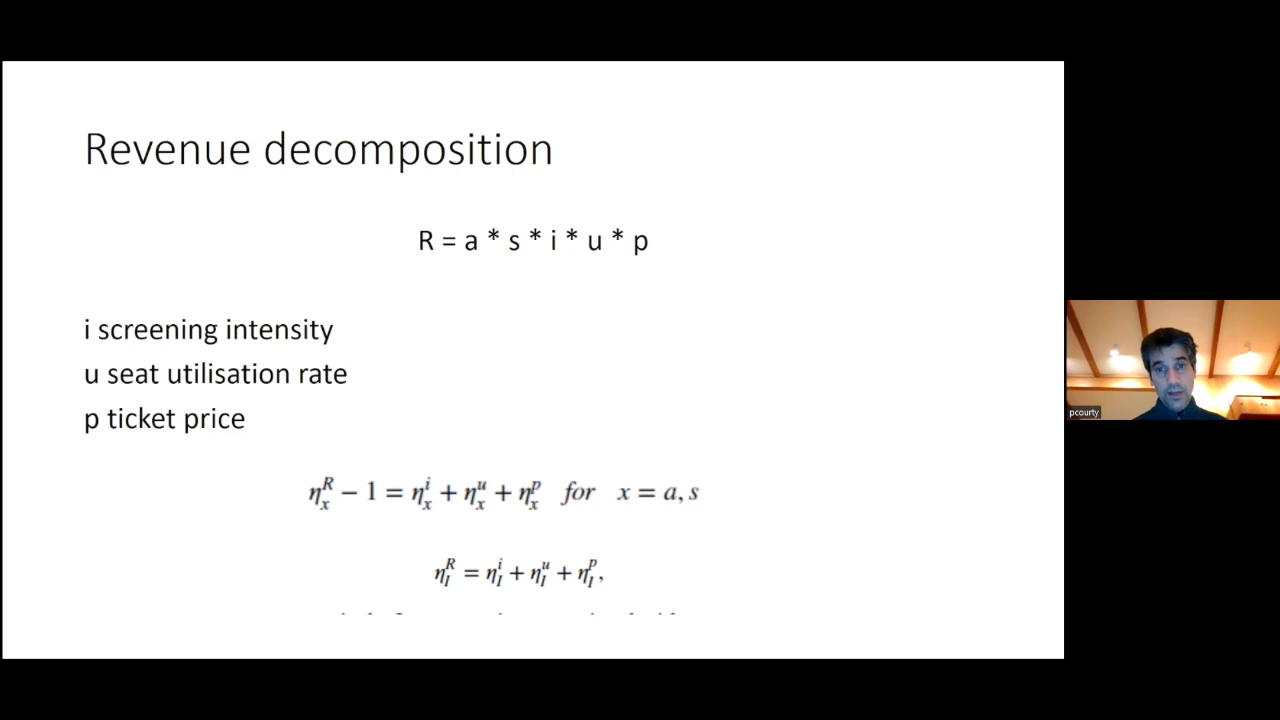 Revenue decomposition
R = a * s * i * u * p
i screening intensity
u seat utilisation rate
p ticket price
η_x^R − 1 = η_x^i + η_x^u + η_x^p for x = a, s
η_I^R = η_I^i + η_I^u + η_I^p,
pcourty